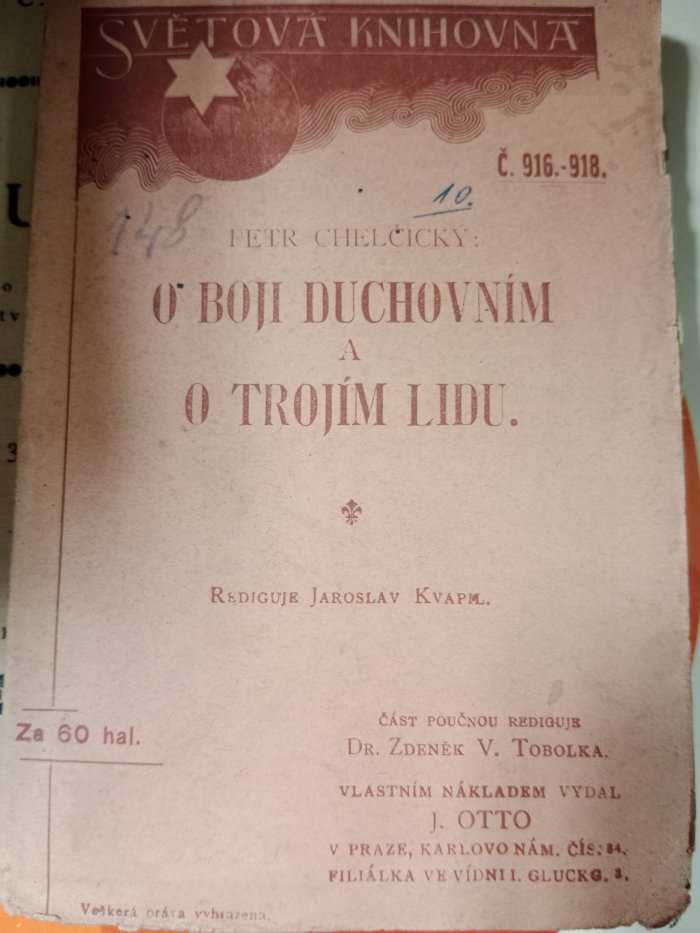 SVĚTOVÁ KNIHOVNA
Č. 916.-918.
10.
148
PETR CHELČICKÝ:
O BOJI DUCHOVNÍM
A
O TROJÍM LIDU.
REDIGUJE JAROSLAV KVAPIL.
Za 60 hal.
ČÁST POUČNOU REDIGUJE
DR. ZDENĚK V. TOBOLKA.
VLASTNÍM NÁKLADEM VYDAL
J. OTTO
V PRAZE, KARLOVO NÁM. ČÍS. 34.
FILIÁLKA VE VÍDNI I. GLUCKG. 3.
Veškerá práva vyhrazena.